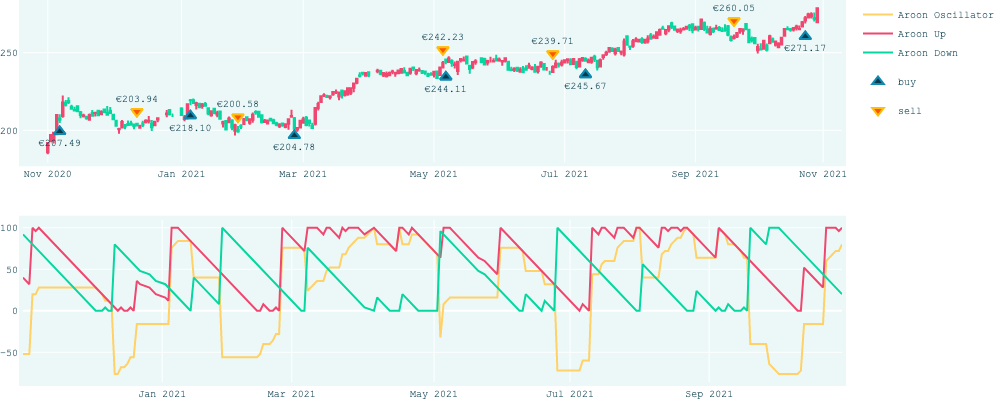 €260.05
Aroon Oscillator
Aroon Up
€242.23
€239.71
250
€271.17
Aroon Down
buy
€203.94
€200.58
€244.11
€245.67
sell
€218.10
200
€207.49
€204.78
Nov 2020
Jan 2021
Mar 2021
May 2021
Jul 2021
Sep 2021
Nov 2021
100
50
0
−50
Jan 2021
Mar 2021
May 2021
Jul 2021
Sep 2021